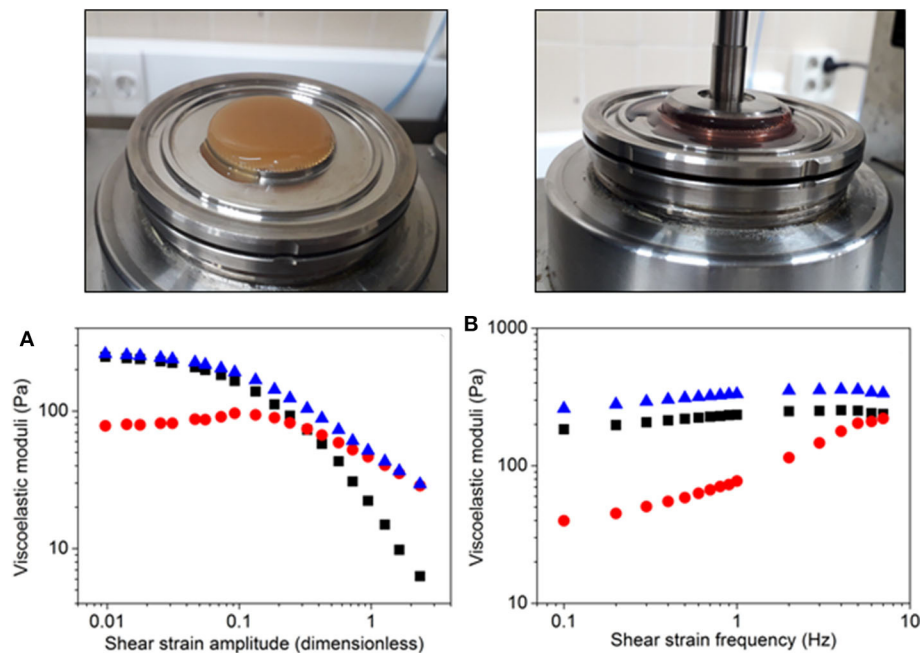 A
B
Viscoelastic moduli (Pa)
100
10
0.01
0.1
1
Shear strain amplitude (dimensionless)
Viscoelastic moduli (Pa)
1000
100
10
0.1
1
10
Shear strain frequency (Hz)